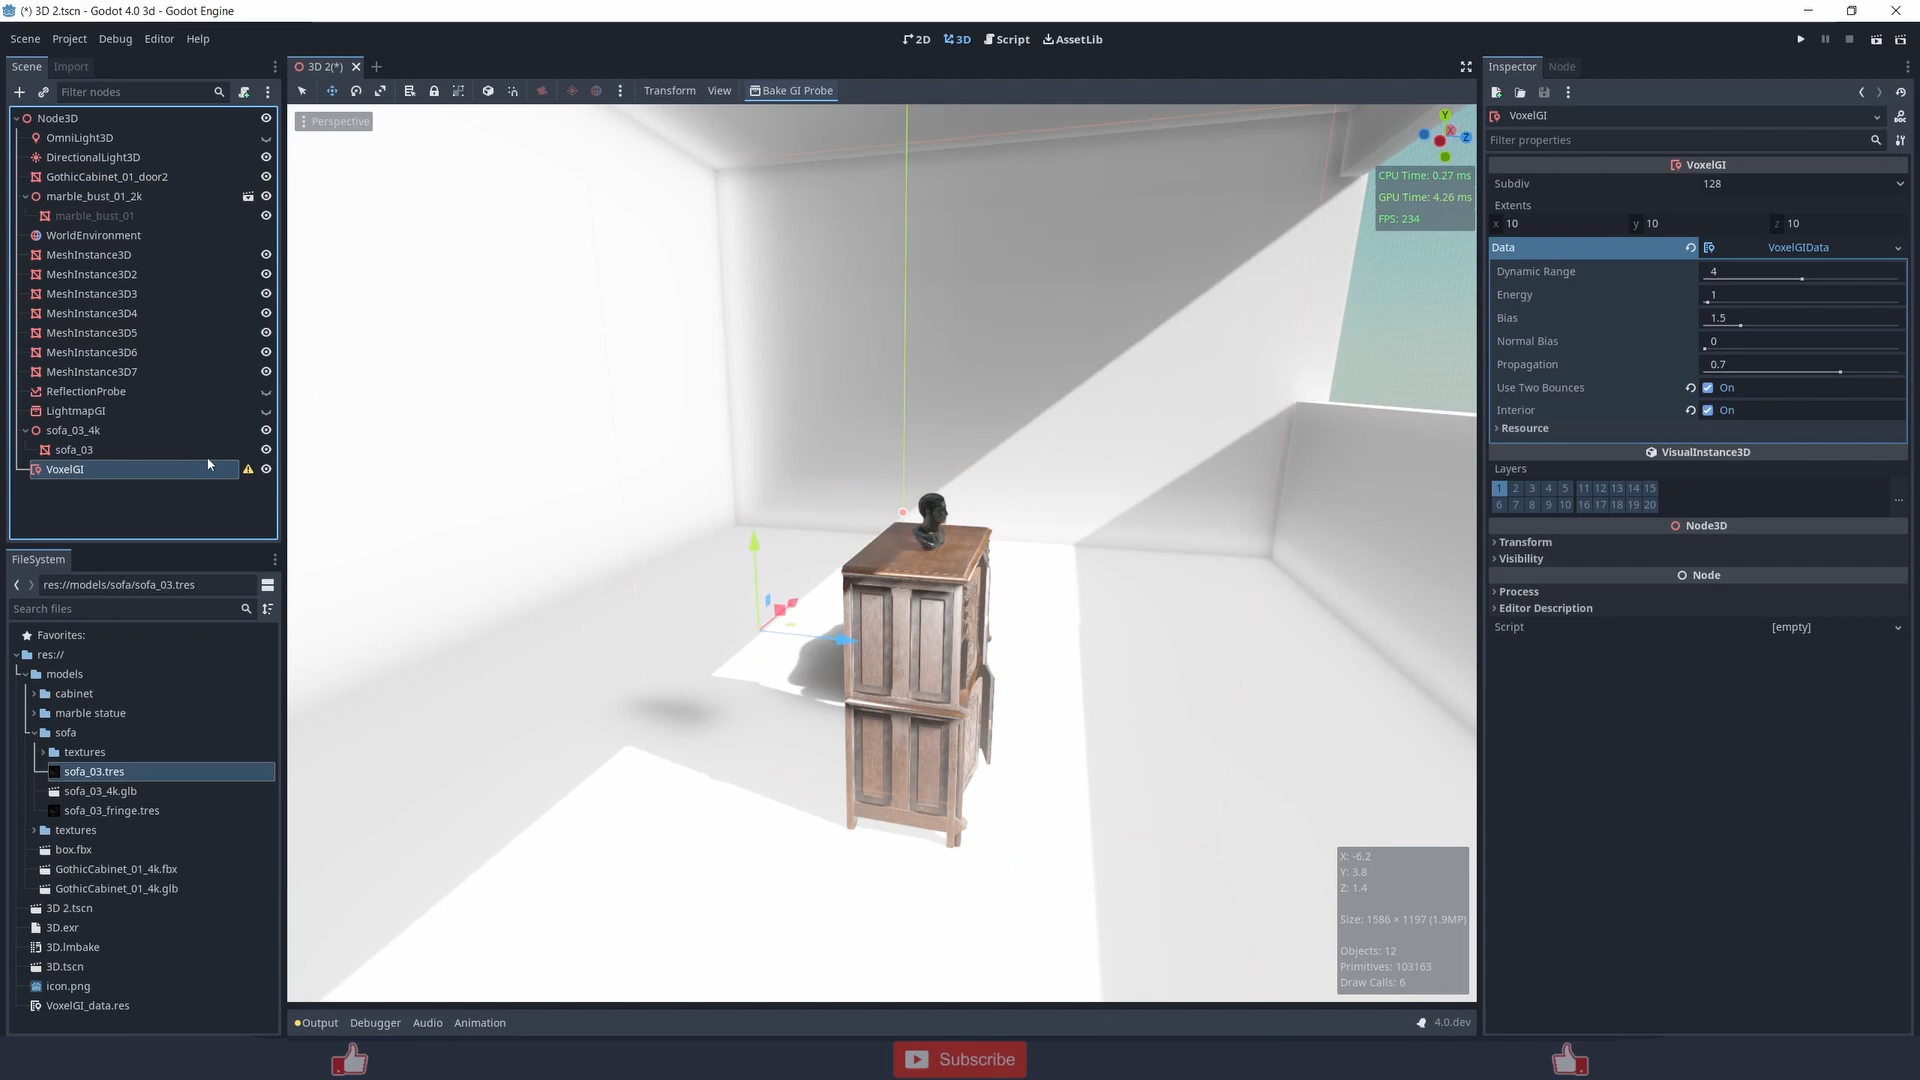 (*) 3D 2.tscn - Godot 4.0 3d - Godot Engine
Scene Project Debug Editor Help
2D 3D Script AssetLib
Scene Import
Filter nodes
Node3D
OmniLight3D
DirectionalLight3D
GothicCabinet_01_door2
marble_bust_01_2k
marble_bust_01
WorldEnvironment
MeshInstance3D
MeshInstance3D2
MeshInstance3D3
MeshInstance3D4
MeshInstance3D5
MeshInstance3D6
MeshInstance3D7
ReflectionProbe
LightmapGI
sofa_03_4k
sofa_03
VoxelGI
FileSystem
res://models/sofa/sofa_03.tres
Search files
Favorites:
res://
models
cabinet
marble statue
sofa
textures
sofa_03.tres
sofa_03_4k.glb
sofa_03_fringe.tres
textures
box.fbx
GothicCabinet_01_4k.fbx
GothicCabinet_01_4k.glb
3D 2.tscn
3D.exr
3D.lmbake
3D.tscn
icon.png
VoxelGI_data.res
3D 2(*)
Transform View Bake GI Probe
Perspective
Y
X
Z
CPU Time: 0.27 ms
GPU Time: 4.26 ms
FPS: 234
X: -6.2
Y: 3.8
Z: 1.4
Size: 1586 × 1197 (1.9MP)
Objects: 12
Primitives: 103163
Draw Calls: 6
Output Debugger Audio Animation
4.0.dev
Inspector Node
VoxelGI
Filter properties
VoxelGI
Subdiv 128
Extents
x 10 y 10 z 10
Data VoxelGIData
Dynamic Range 4
Energy 1
Bias 1.5
Normal Bias 0
Propagation 0.7
Use Two Bounces On
Interior On
Resource
VisualInstance3D
Layers
1 2 3 4 5 11 12 13 14 15
6 7 8 9 10 16 17 18 19 20
Node3D
Transform
Visibility
Node
Process
Editor Description
Script [empty]
Subscribe